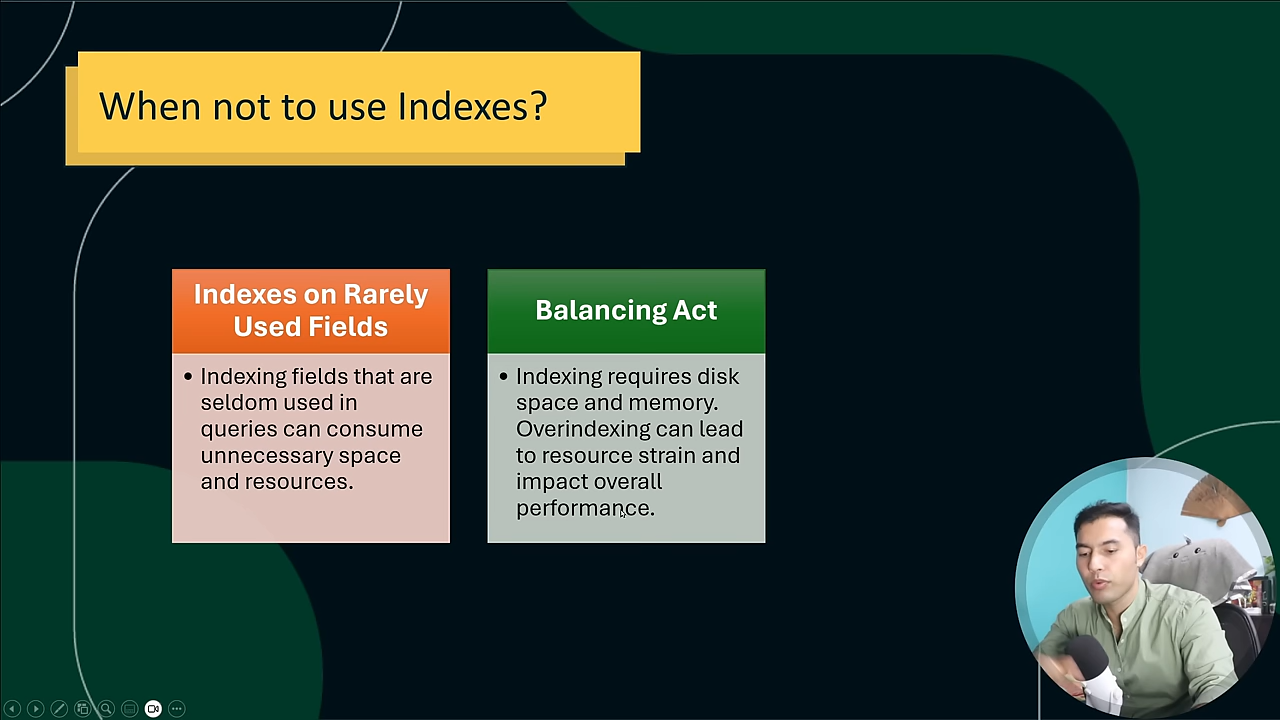 When not to use Indexes?
Indexes on Rarely
Used Fields
• Indexing fields that are
seldom used in
queries can consume
unnecessary space
and resources.
Balancing Act
• Indexing requires disk
space and memory.
Overindexing can lead
to resource strain and
impact overall
performance.